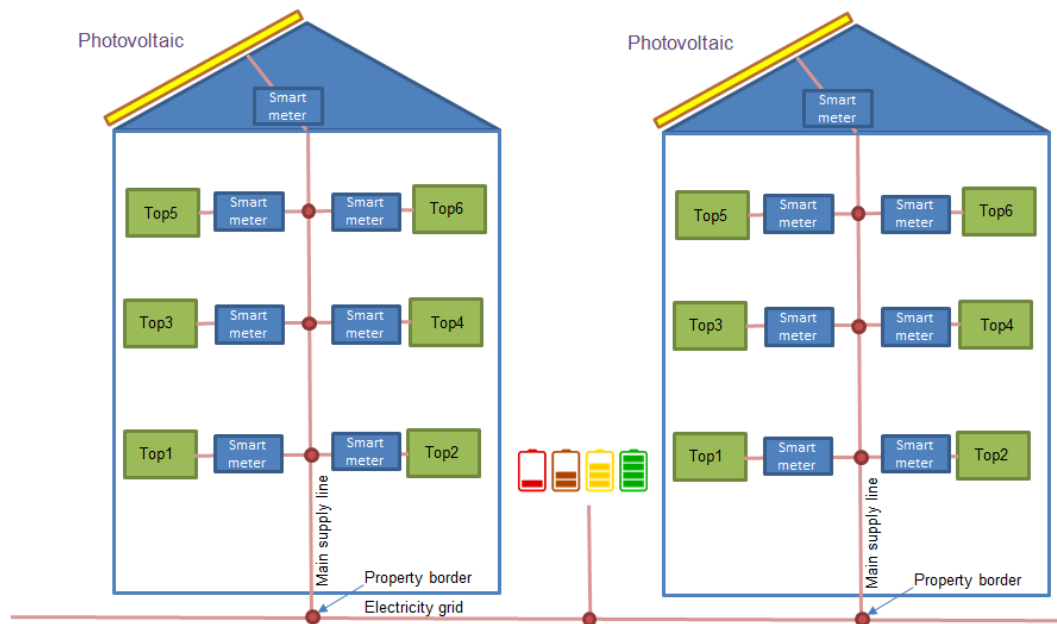 Photovoltaic
Smart
meter
Top5
Smart
meter
Smart
meter
Top6
Top3
Smart
meter
Smart
meter
Top4
Top1
Smart
meter
Smart
meter
Top2
Main supply line
Property border
Electricity grid
Photovoltaic
Smart
meter
Top5
Smart
meter
Smart
meter
Top6
Top3
Smart
meter
Smart
meter
Top4
Top1
Smart
meter
Smart
meter
Top2
Main supply line
Property border